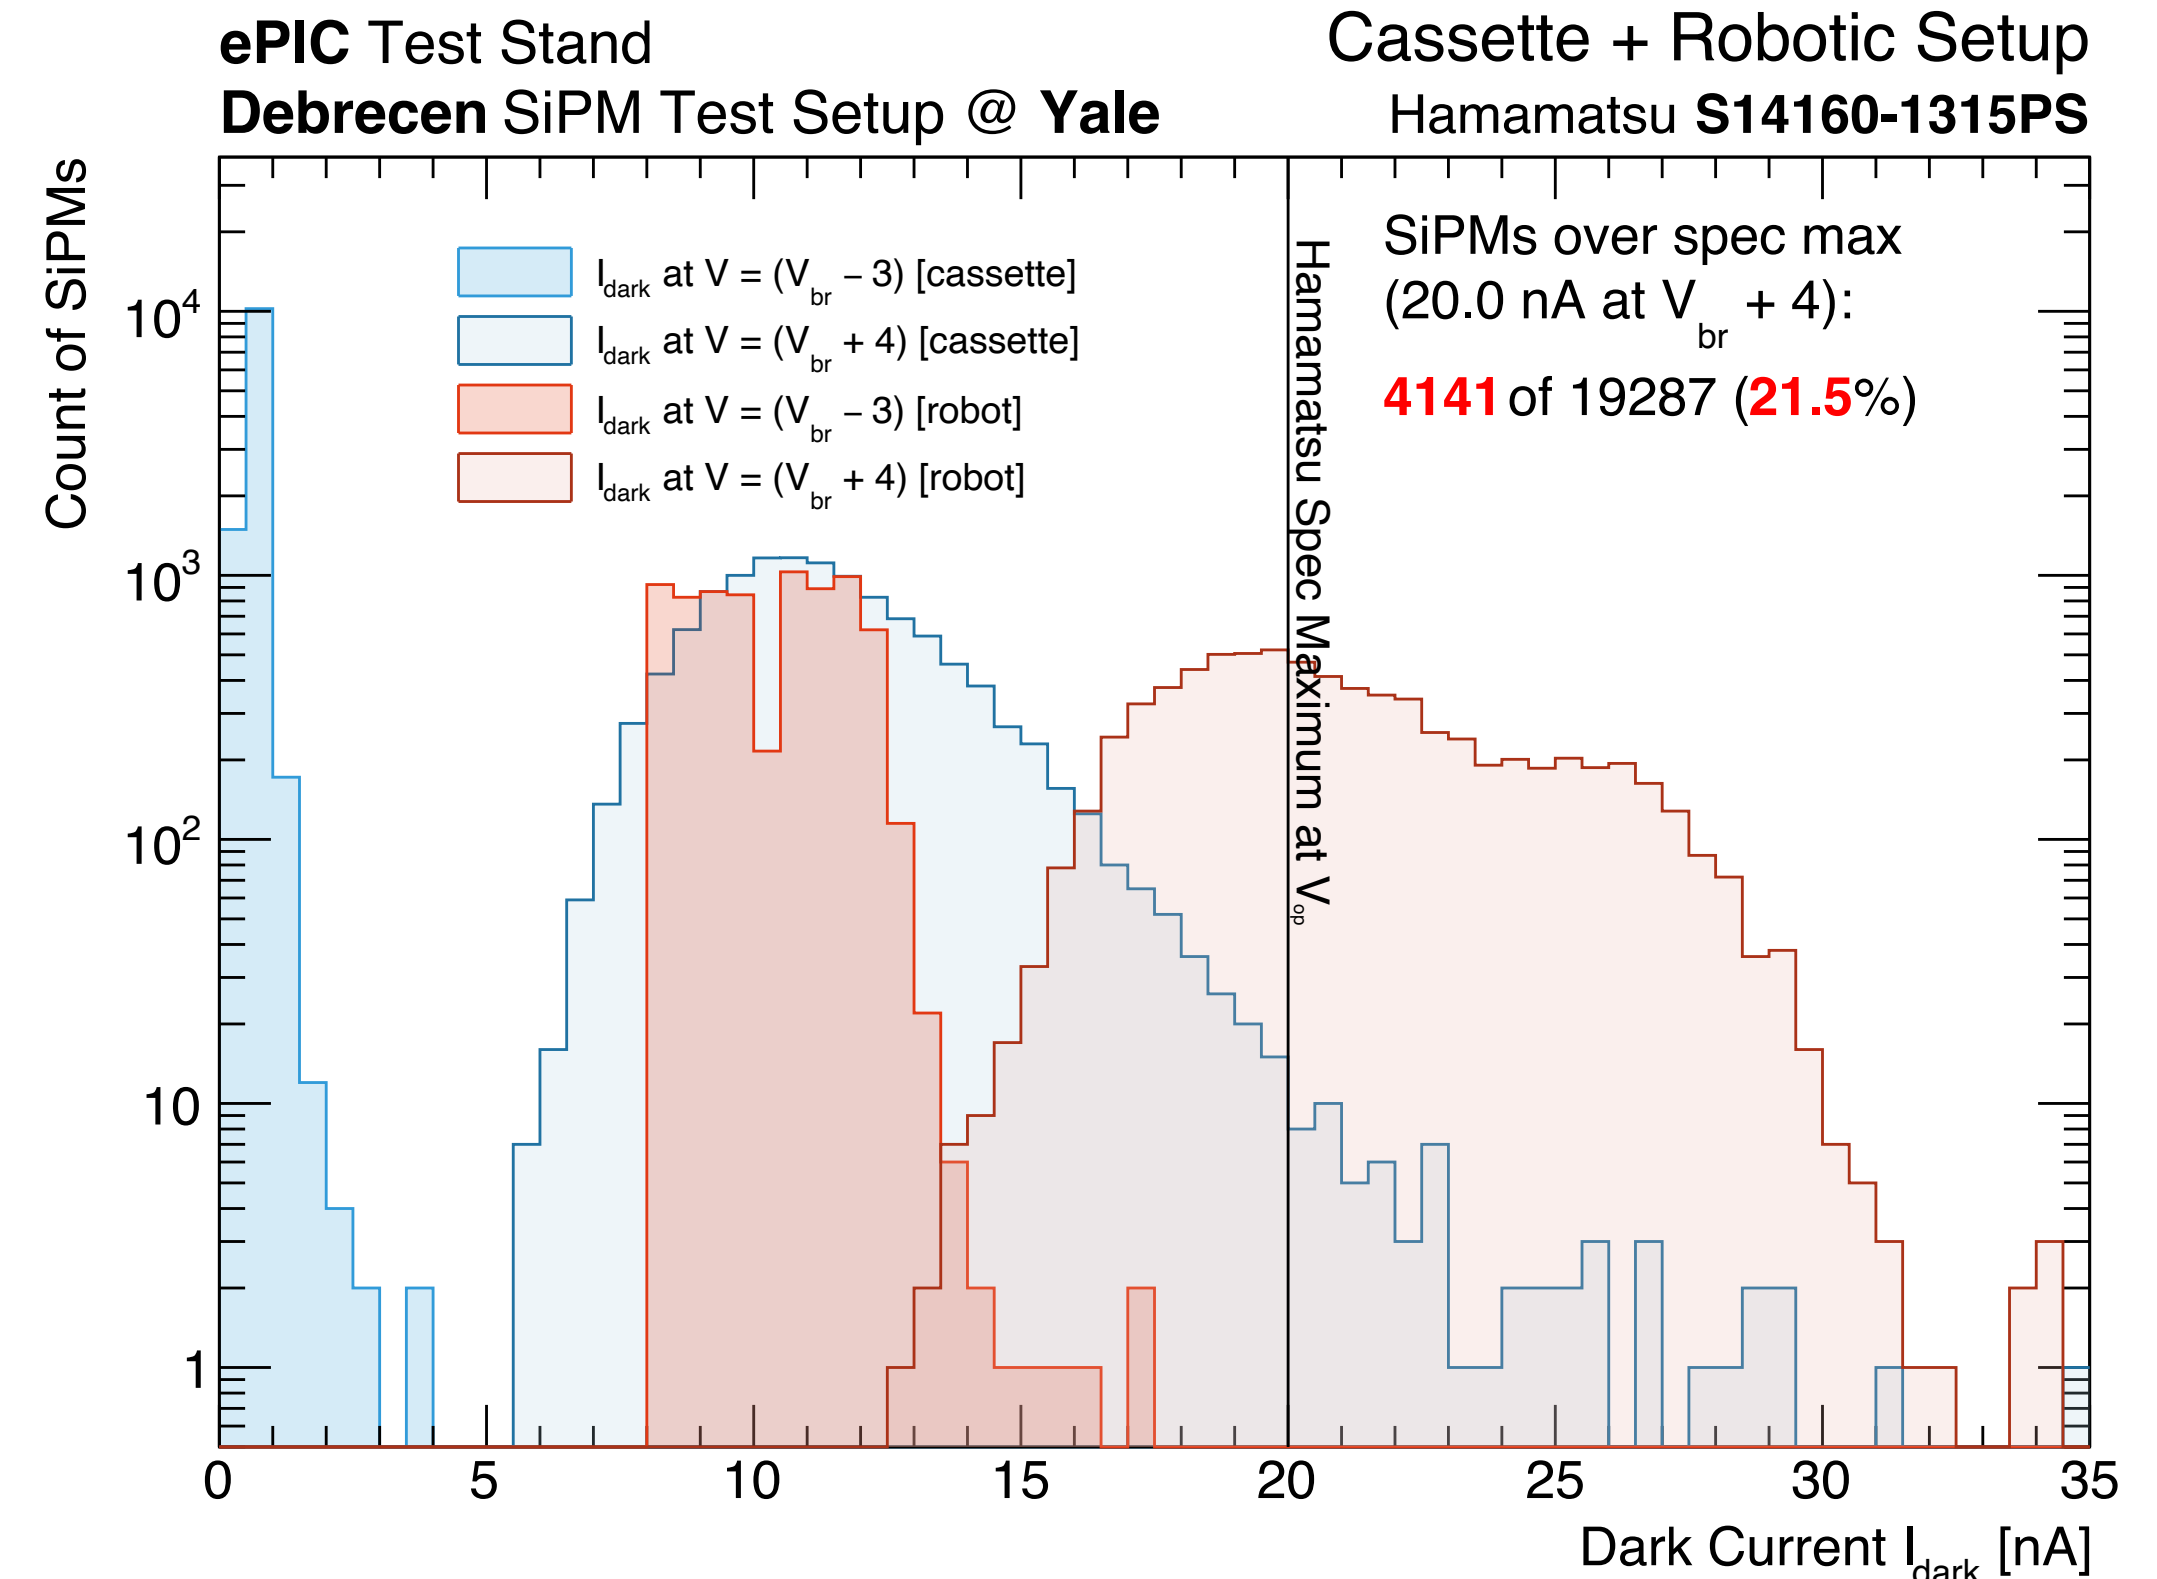 ePIC Test Stand
Debrecen SiPM Test Setup @ Yale
Cassette + Robotic Setup
Hamamatsu S14160-1315PS
Count of SiPMs
10^4
10^3
10^2
10
1
I_dark at V = (V_br − 3) [cassette]
I_dark at V = (V_br + 4) [cassette]
I_dark at V = (V_br − 3) [robot]
I_dark at V = (V_br + 4) [robot]
Hamamatsu Spec Maximum at V_op
SiPMs over spec max
(20.0 nA at V_br + 4):
4141 of 19287 (21.5%)
0 5 10 15 20 25 30 35
Dark Current I_dark [nA]